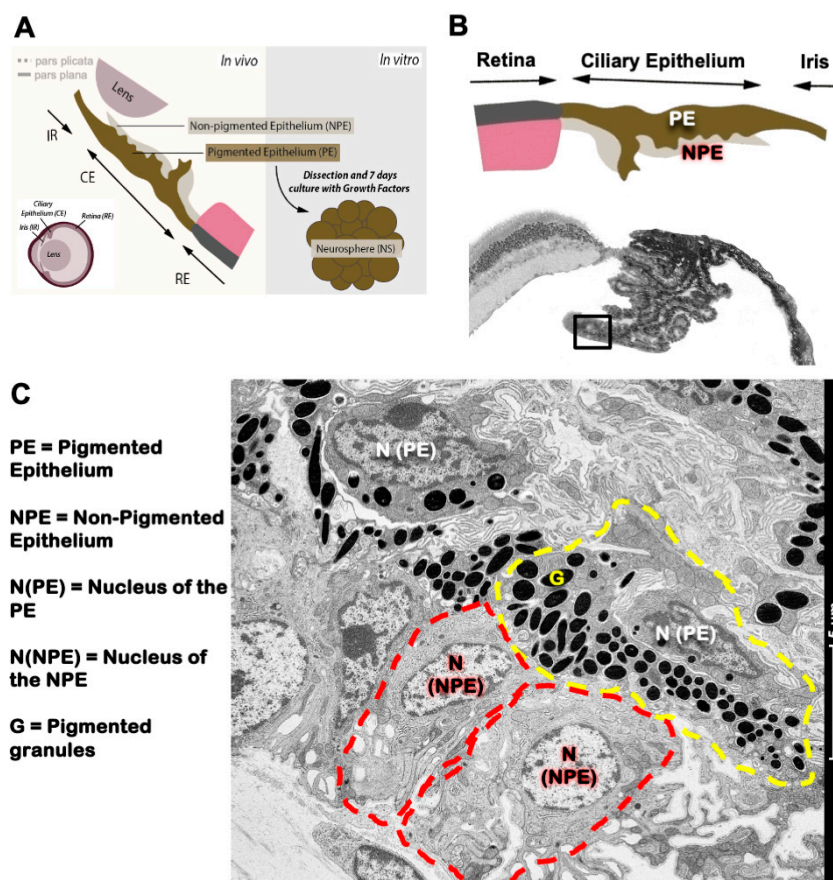 A
pars plicata
pars plana
In vivo
In vitro
Lens
Non-pigmented Epithelium (NPE)
IR
Pigmented Epithelium (PE)
CE
Dissection and 7 days
culture with Growth Factors
Ciliary
Epithelium (CE)
Retina (RE)
Iris (IR)
Lens
Neurosphere (NS)
RE
B
Retina
Ciliary Epithelium
Iris
PE
NPE
C
PE = Pigmented
Epithelium
NPE = Non-Pigmented
Epithelium
N(PE) = Nucleus of the
PE
N(NPE) = Nucleus of
the NPE
G = Pigmented
granules
N (PE)
G
N (PE)
N
(NPE)
N
(NPE)